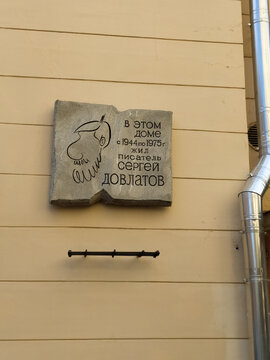 В ЭТОМ
ДОМЕ
с 1944 по 1975 г
ЖИЛ
ПИСАТЕЛЬ
СЕРГЕЙ
ДОВЛАТОВ